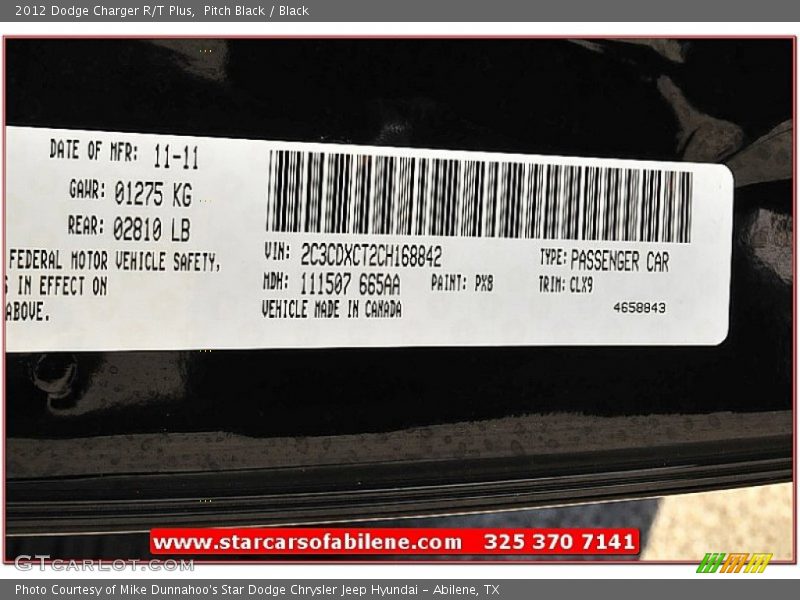 2012 Dodge Charger R/T Plus,  Pitch Black / Black
DATE OF MFR: 11-11
GAWR: 01275 KG
REAR: 02810 LB
FEDERAL MOTOR VEHICLE SAFETY,
IN EFFECT ON
ABOVE.
VIN: 2C3CDXCT2CH168842
TYPE: PASSENGER CAR
MDH: 111507 665AA
PAINT: PX8
TRIM: CLX9
VEHICLE MADE IN CANADA
4658843
www.starcarsofabilene.com 325 370 7141
GTCARLOT.COM
Photo Courtesy of Mike Dunnahoo's Star Dodge Chrysler Jeep Hyundai - Abilene, TX